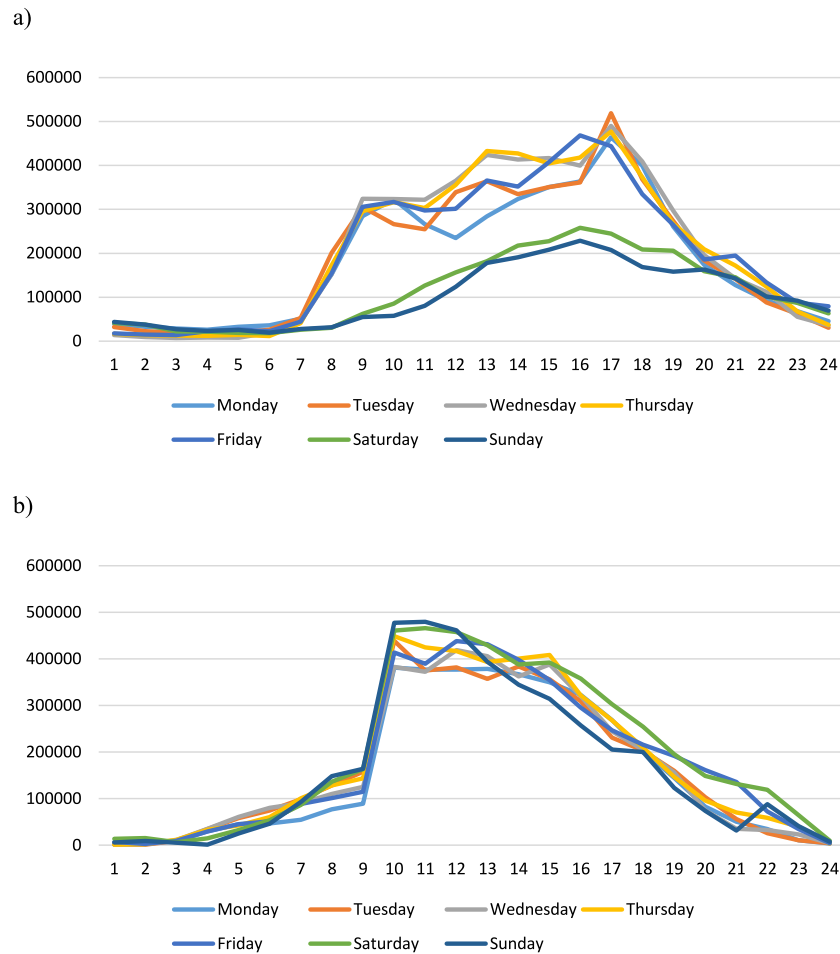 a)
600000
500000
400000
300000
200000
100000
0
1 2 3 4 5 6 7 8 9 10 11 12 13 14 15 16 17 18 19 20 21 22 23 24
Monday Tuesday Wednesday Thursday
Friday Saturday Sunday
b)
600000
500000
400000
300000
200000
100000
0
1 2 3 4 5 6 7 8 9 10 11 12 13 14 15 16 17 18 19 20 21 22 23 24
Monday Tuesday Wednesday Thursday
Friday Saturday Sunday